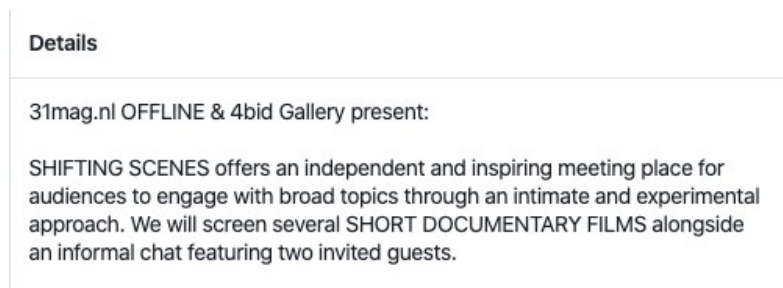 Details
31mag.nl OFFLINE & 4bid Gallery present:
SHIFTING SCENES offers an independent and inspiring meeting place for
audiences to engage with broad topics through an intimate and experimental
approach. We will screen several SHORT DOCUMENTARY FILMS alongside
an informal chat featuring two invited guests.